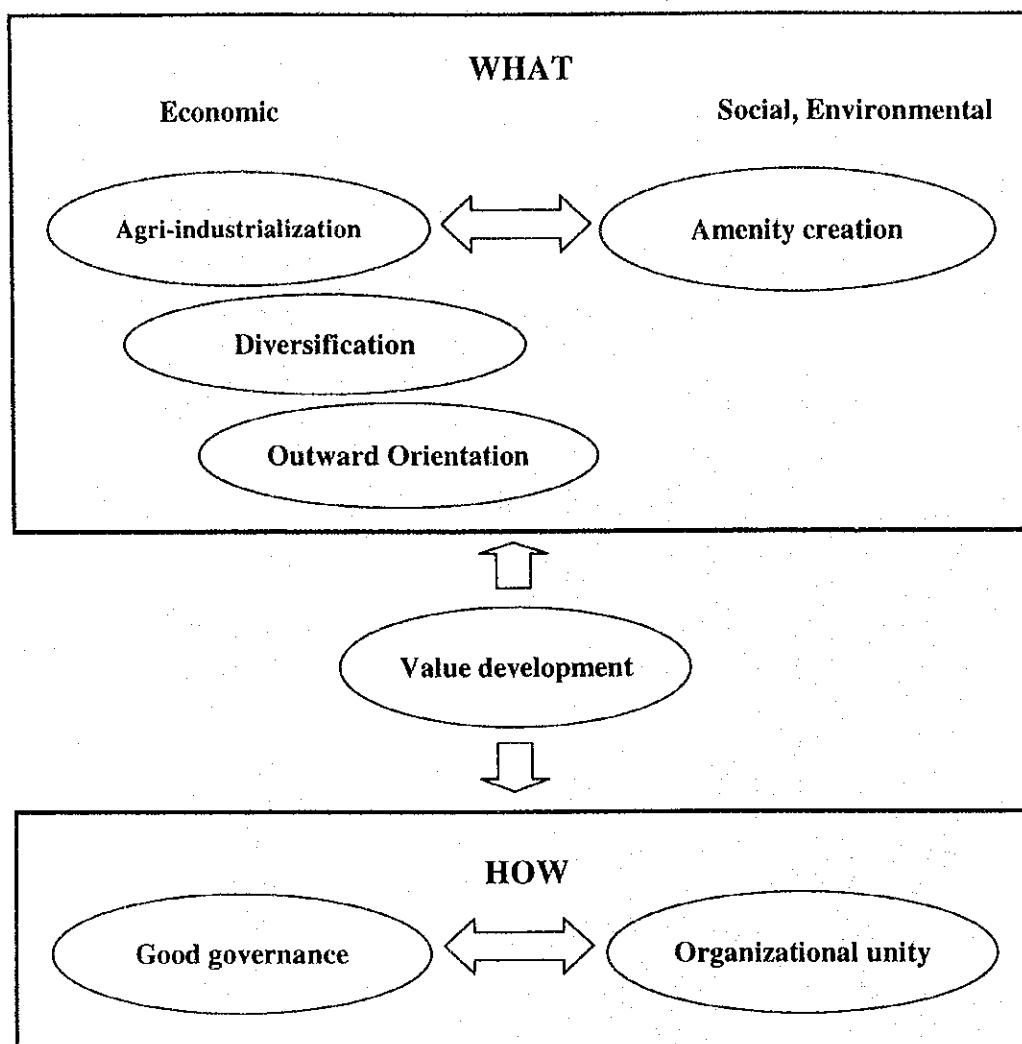 WHAT
Economic
Social, Environmental
Agri-industrialization
Amenity creation
Diversification
Outward Orientation
Value development
HOW
Good governance
Organizational unity